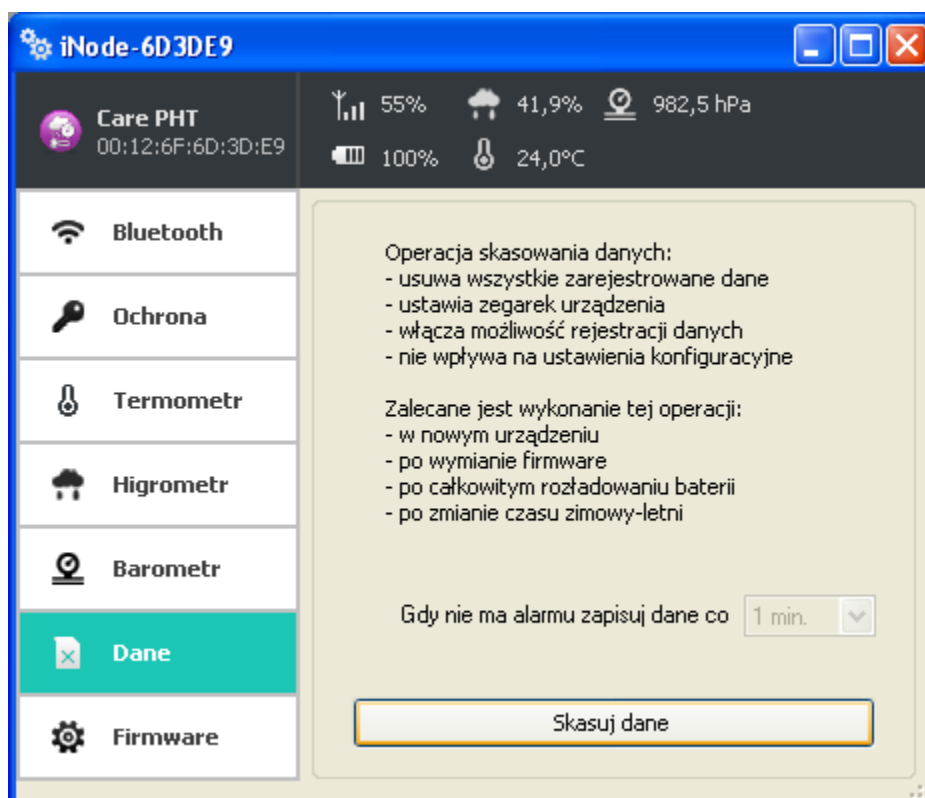 iNode-6D3DE9
Care PHT
00:12:6F:6D:3D:E9
55% 41,9% 982,5 hPa
100% 24,0°C
Bluetooth
Ochrona
Termometr
Higrometr
Barometr
Dane
Firmware
Operacja skasowania danych:
- usuwa wszystkie zarejestrowane dane
- ustawia zegarek urządzenia
- włącza możliwość rejestracji danych
- nie wpływa na ustawienia konfiguracyjne
Zalecane jest wykonanie tej operacji:
- w nowym urządzeniu
- po wymianie firmware
- po całkowitym rozładowaniu baterii
- po zmianie czasu zimowy-letni
Gdy nie ma alarmu zapisuj dane co 1 min.
Skasuj dane